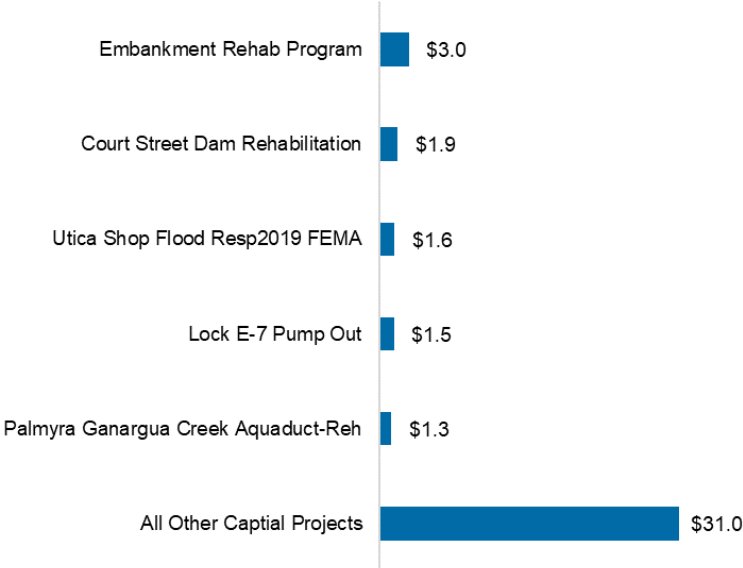 Embankment Rehab Program $3.0
Court Street Dam Rehabilitation $1.9
Utica Shop Flood Resp2019 FEMA $1.6
Lock E-7 Pump Out $1.5
Palmyra Ganargua Creek Aquaduct-Reh $1.3
All Other Captial Projects $31.0